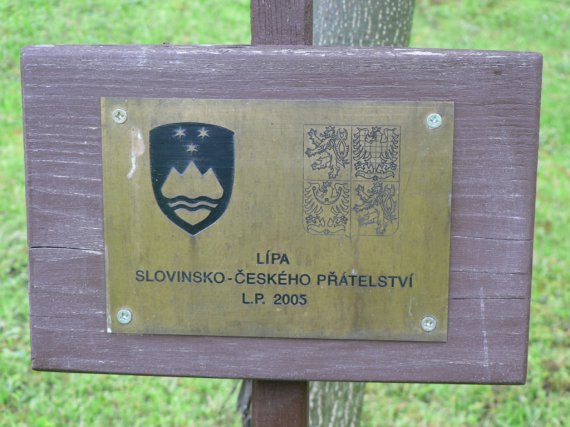 LÍPA
SLOVINSKO-ČESKÉHO PŘÁTELSTVÍ
L.P. 2005